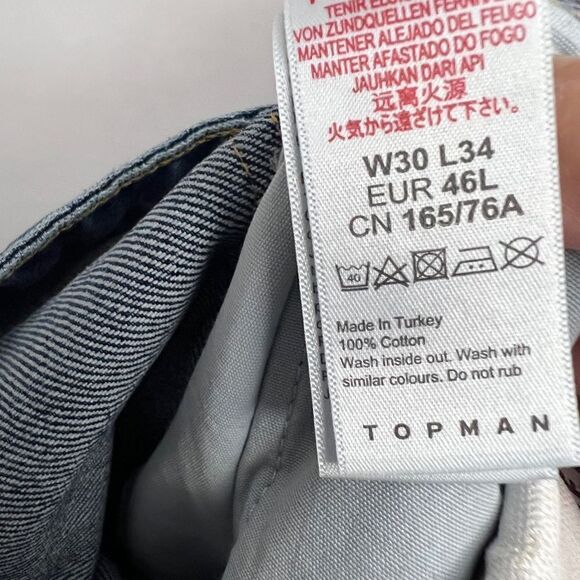 VON ZUNDQUELLEN FERN
MANTENER ALEJADO DEL FEUGO
MANTER AFASTADO DO FOGO
JAUHKAN DARI API
远离火源
火気から遠ざけて下さい。
W30 L34
EUR 46L
CN 165/76A
40
Made In Turkey
100% Cotton
Wash inside out. Wash with
similar colours. Do not rub
TOPMAN